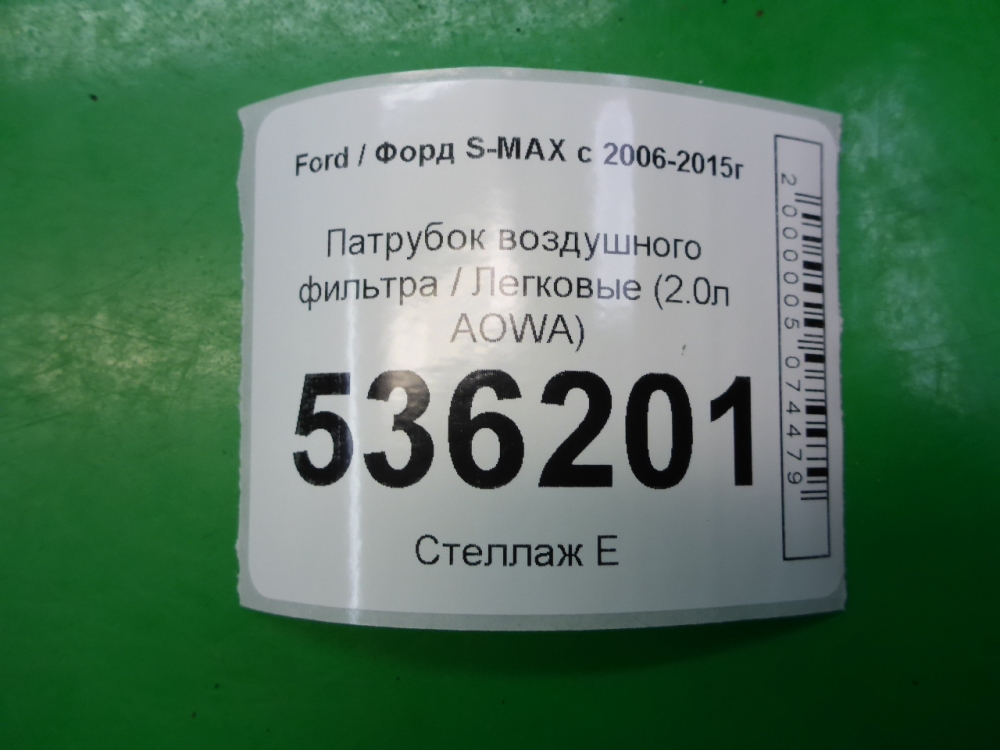 Ford / Форд S-MAX с 2006-2015г
Патрубок воздушного
фильтра / Легковые (2.0л
AOWA)
536201
Стеллаж E
2000005074479